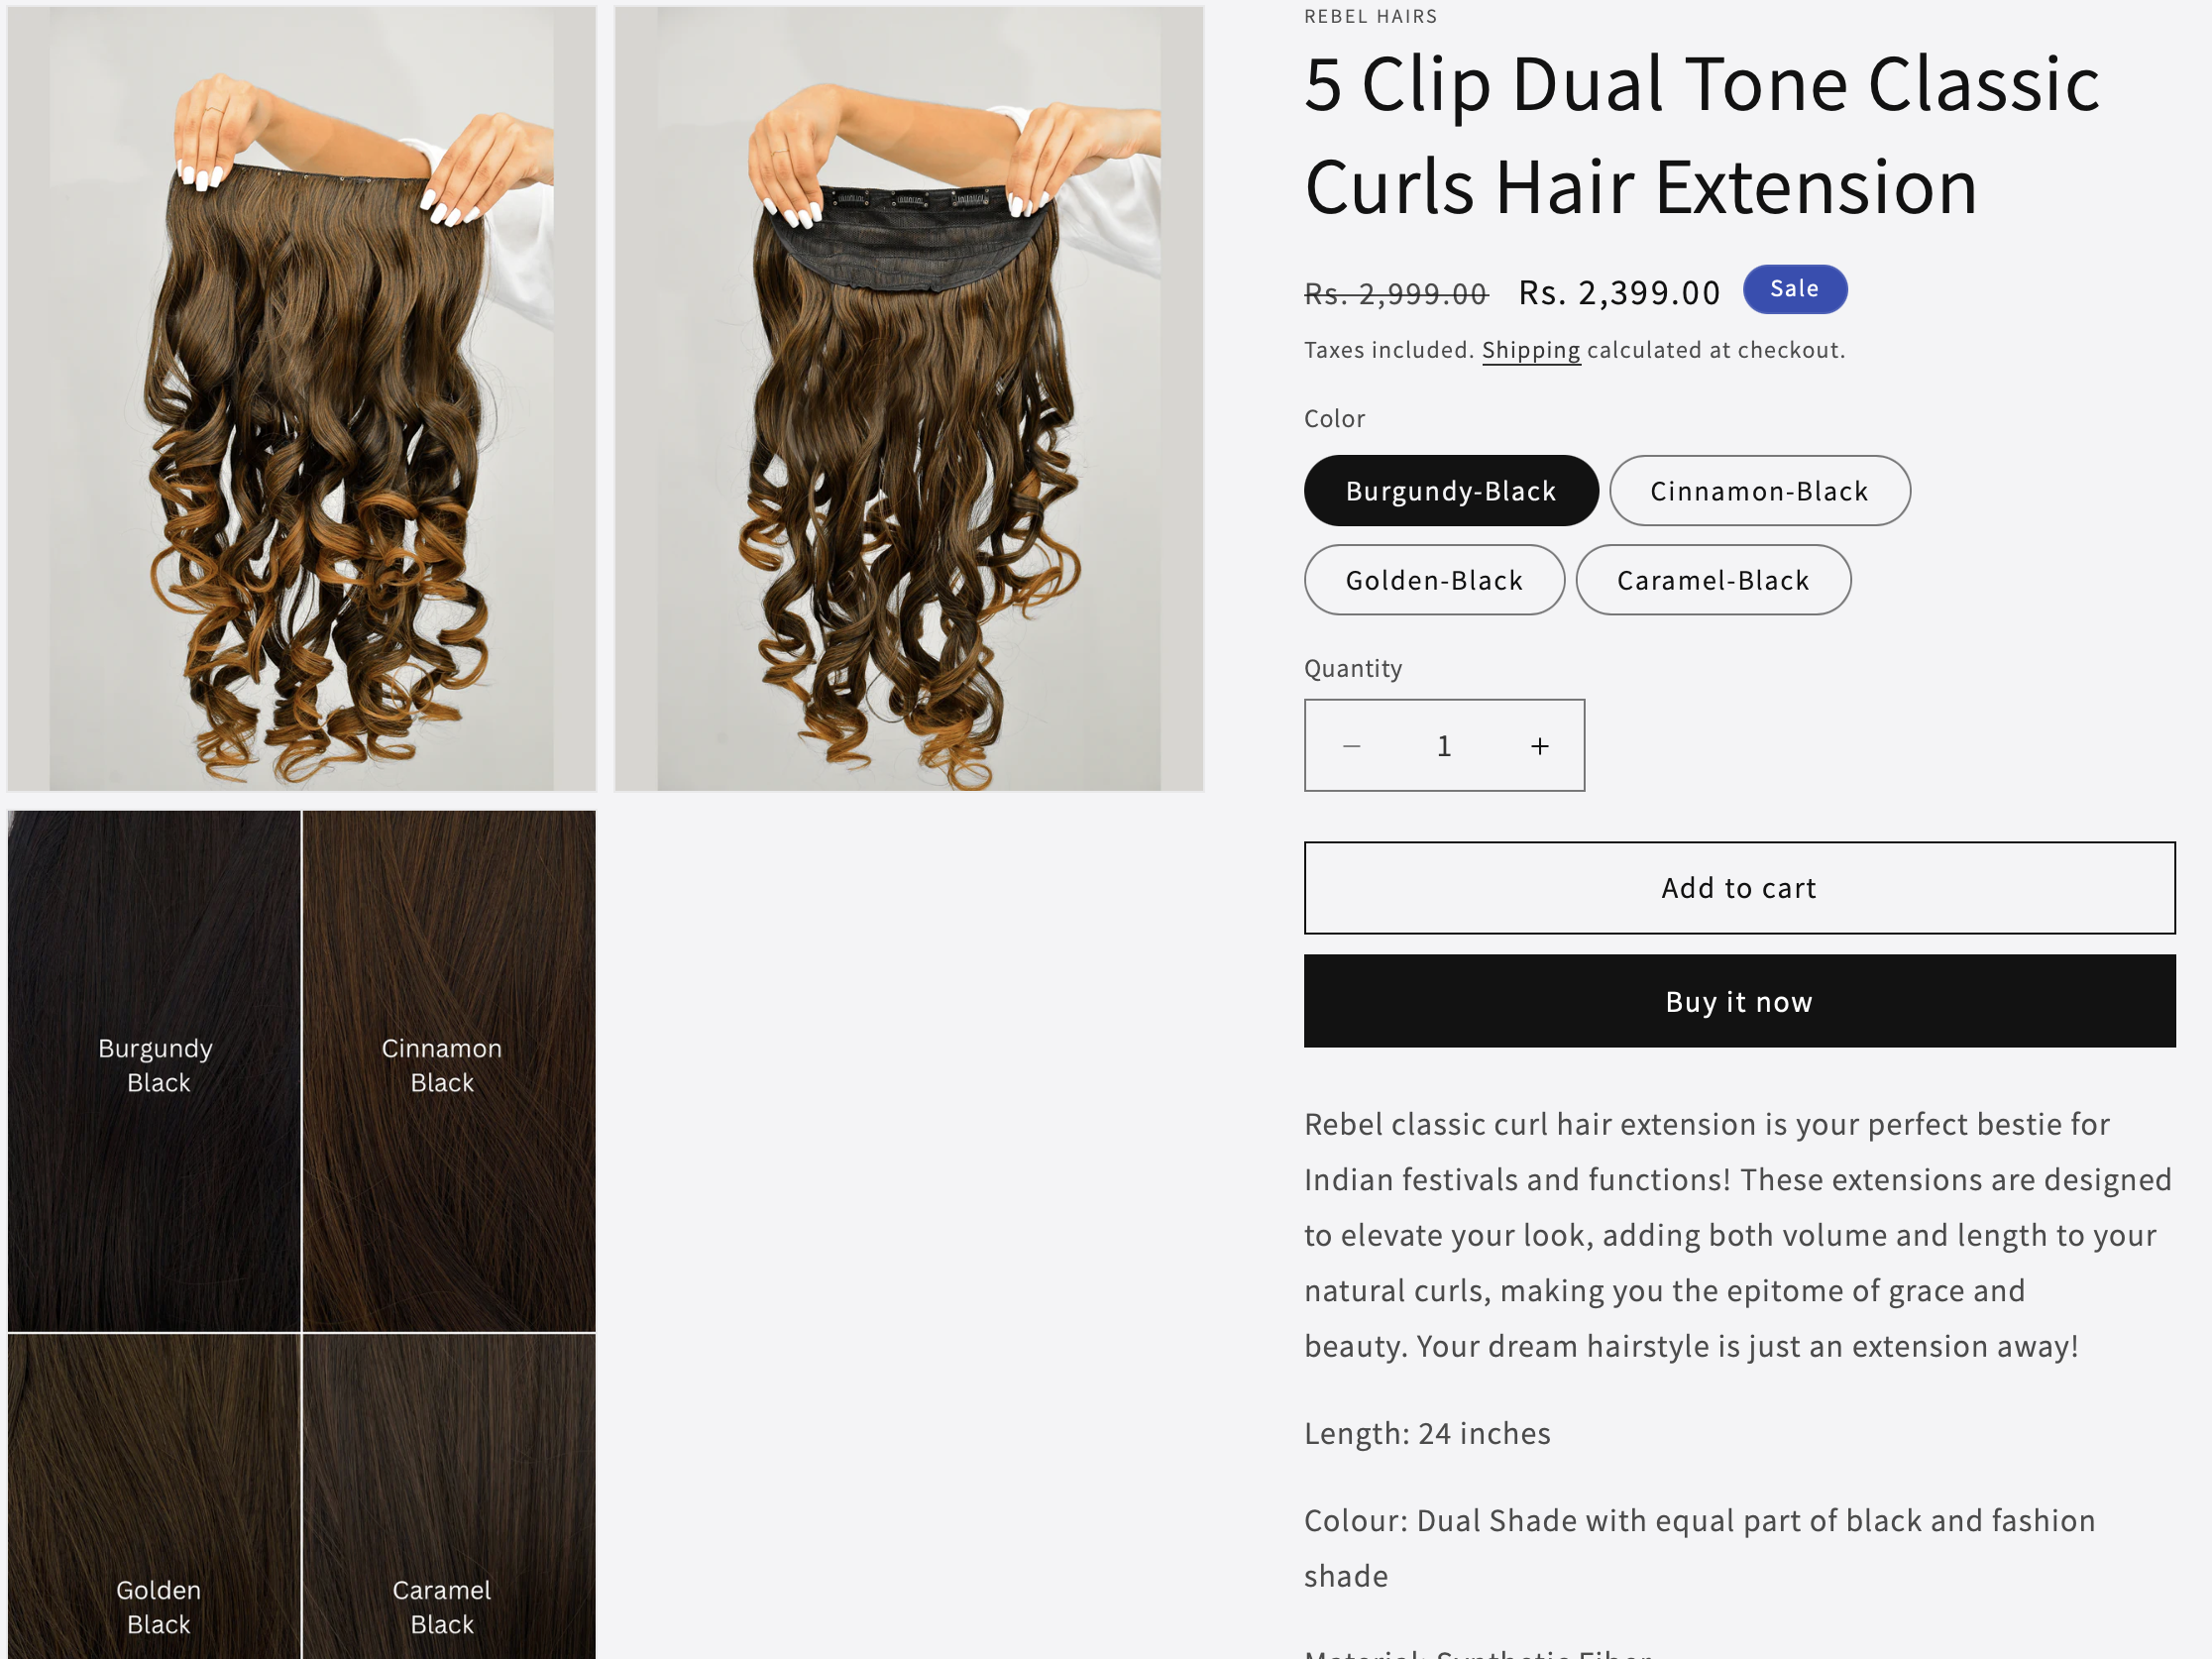 REBEL HAIRS
5 Clip Dual Tone Classic
Curls Hair Extension
Rs. 2,999.00 Rs. 2,399.00 Sale
Taxes included. Shipping calculated at checkout.
Color
Burgundy-Black Cinnamon-Black
Golden-Black Caramel-Black
Quantity
− 1 +
Add to cart
Buy it now
Rebel classic curl hair extension is your perfect bestie for
Indian festivals and functions! These extensions are designed
to elevate your look, adding both volume and length to your
natural curls, making you the epitome of grace and
beauty. Your dream hairstyle is just an extension away!
Length: 24 inches
Colour: Dual Shade with equal part of black and fashion
shade
Material: Synthetic Fiber
Burgundy
Black
Cinnamon
Black
Golden
Black
Caramel
Black